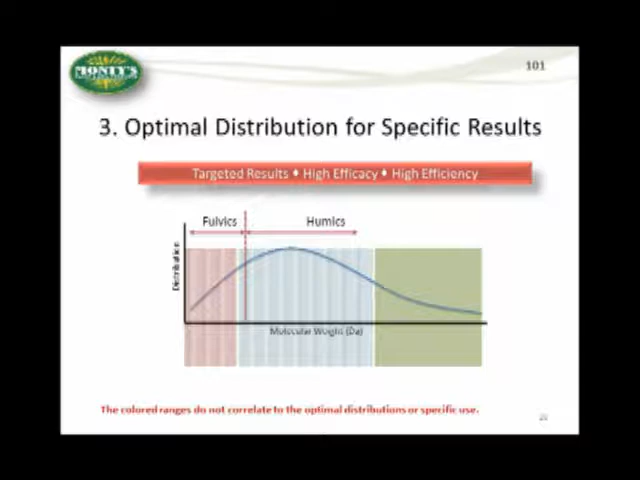 MONTY'S
101
3. Optimal Distribution for Specific Results
Targeted Results ♦ High Efficacy ♦ High Efficiency
Fulvics Humics
Distribution
Molecular Weight (Da)
The colored ranges do not correlate to the optimal distributions or specific use.